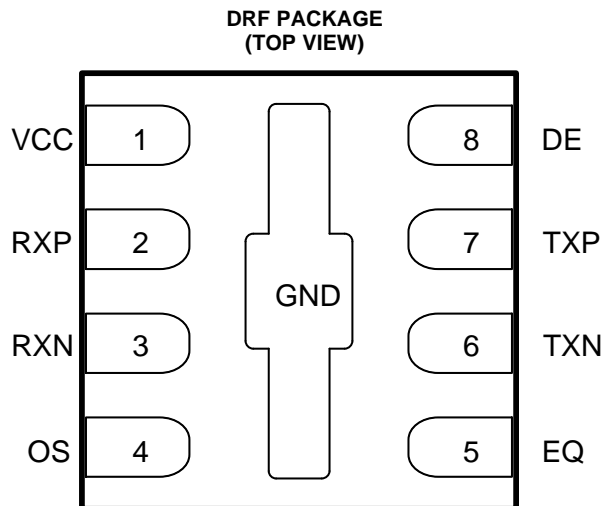 DRF PACKAGE
(TOP VIEW)
VCC 1 8 DE
RXP 2 7 TXP
GND
RXN 3 6 TXN
OS 4 5 EQ